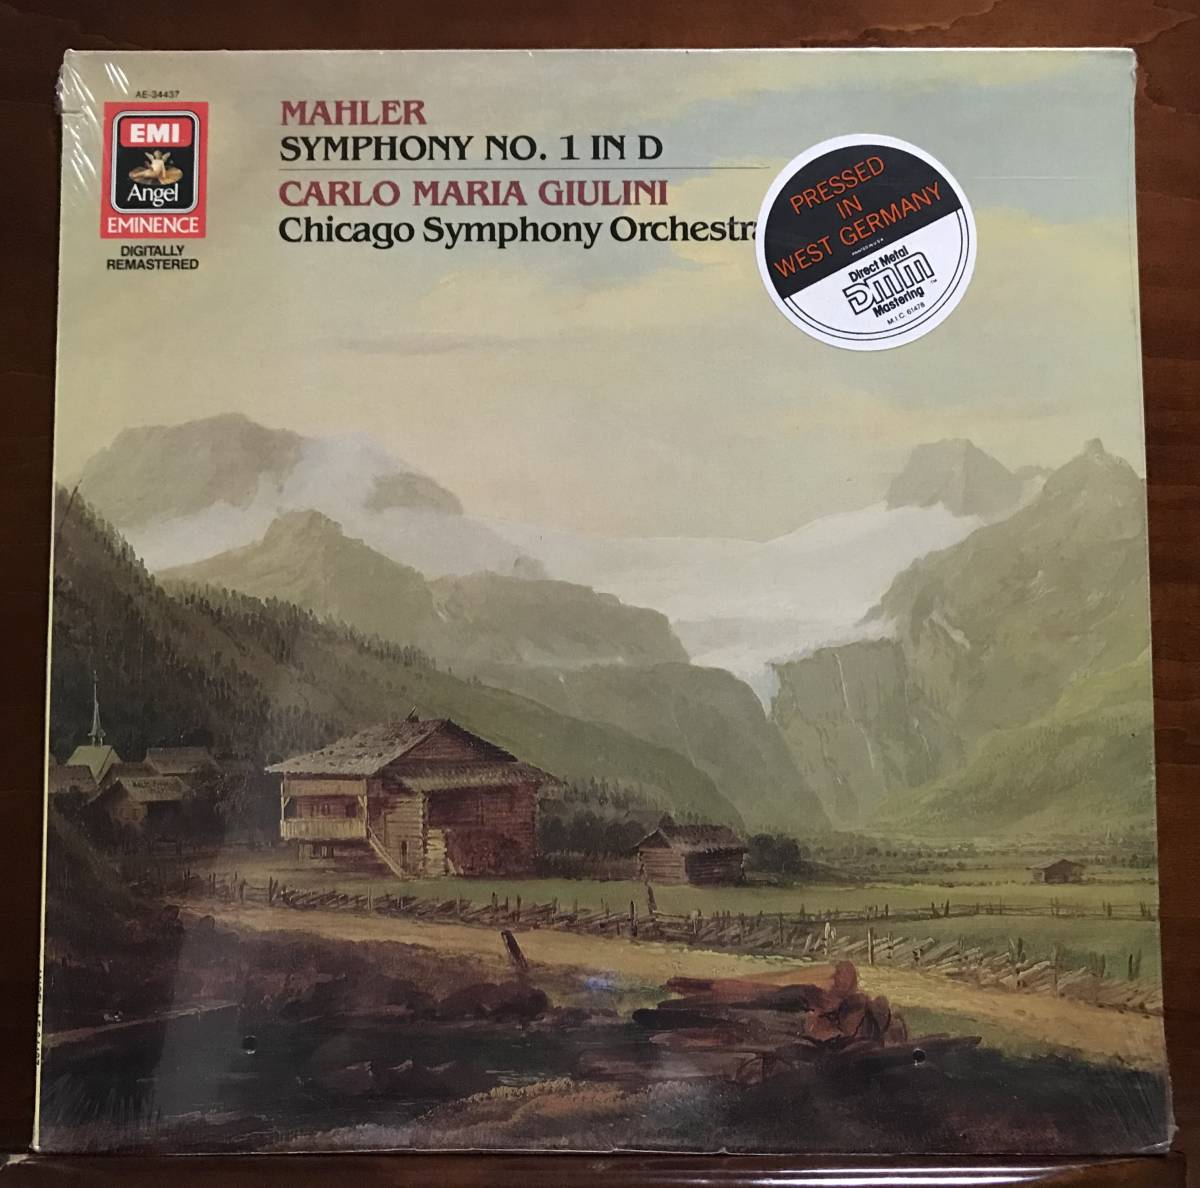 AE-34437
EMI
Angel
EMINENCE
DIGITALLY
REMASTERED
MAHLER
SYMPHONY NO. 1 IN D
CARLO MARIA GIULINI
Chicago Symphony Orchestra
PRESSED
IN
WEST GERMANY
Direct Metal
DMM
Mastering
M.I.C. 61478